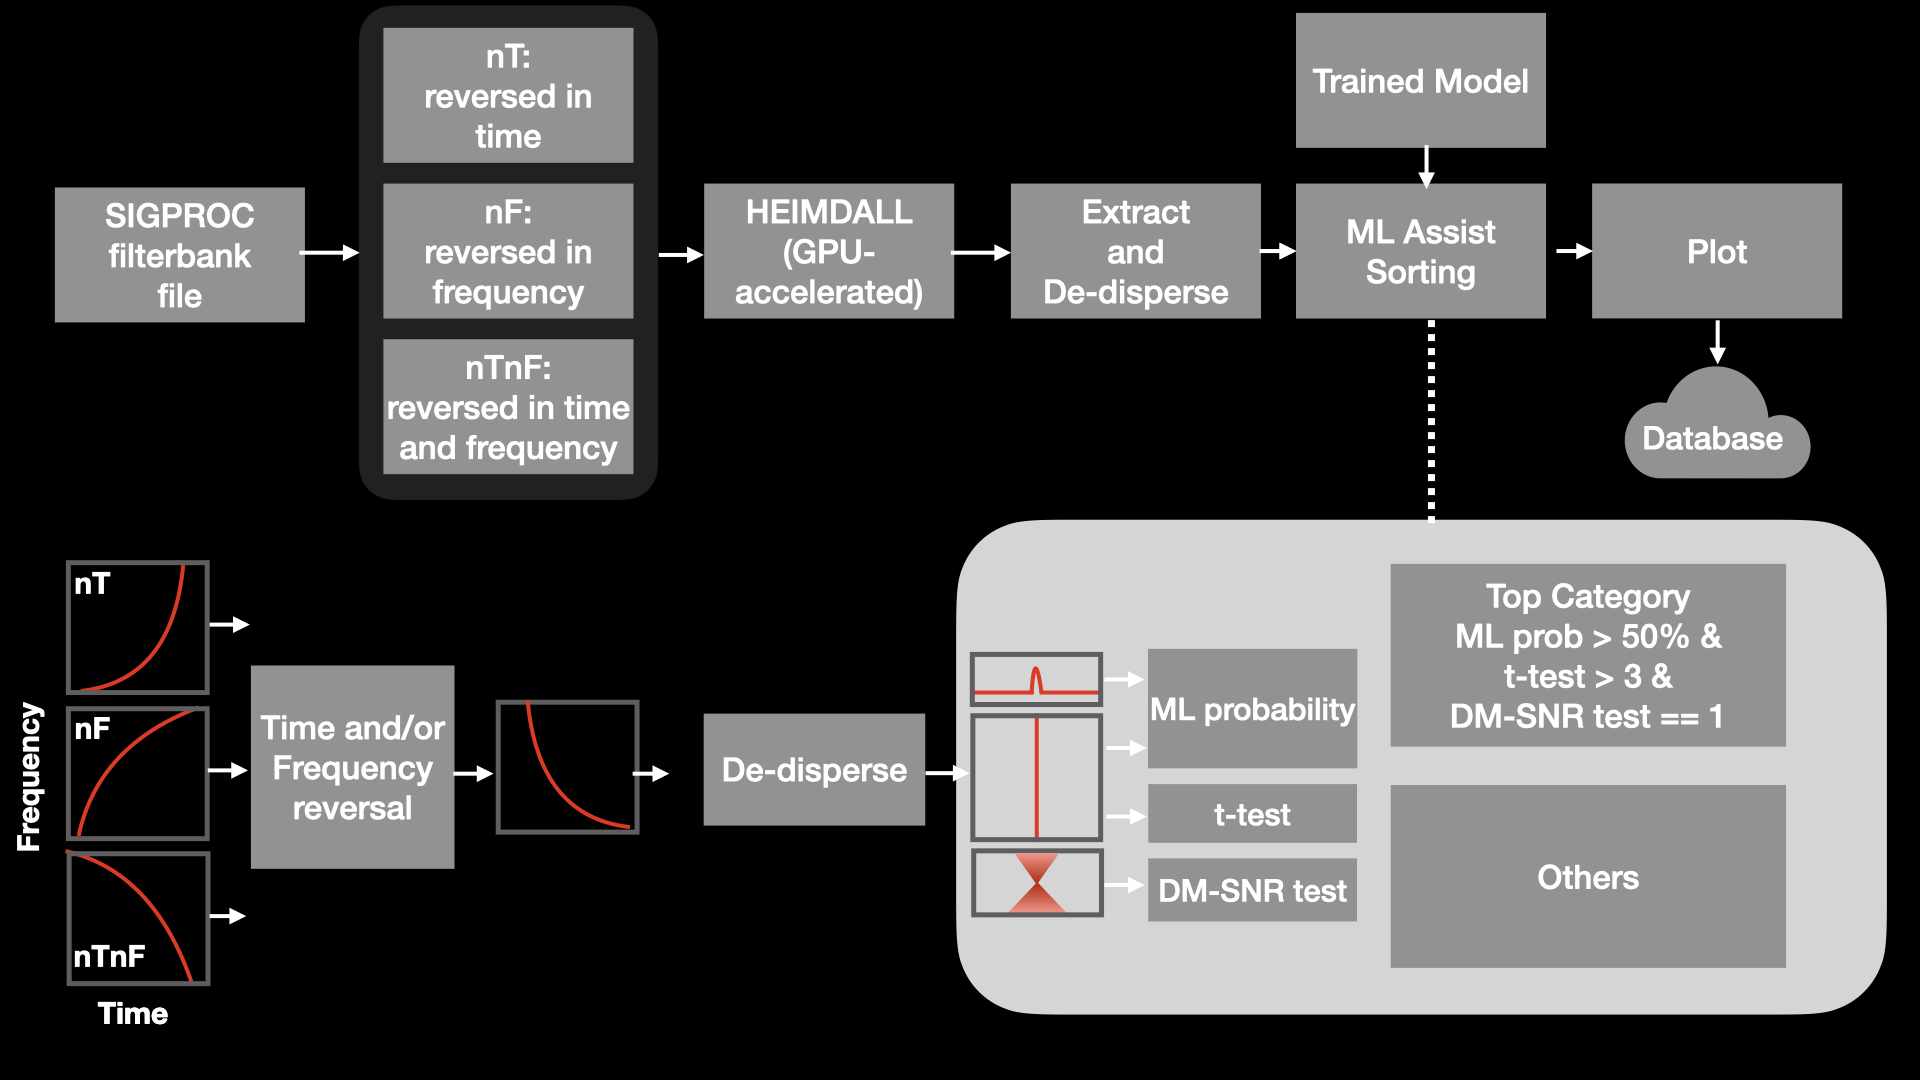 nT:
reversed in
time
Trained Model
SIGPROC
filterbank
file
nF:
reversed in
frequency
HEIMDALL
(GPU-
accelerated)
Extract
and
De-disperse
ML Assist
Sorting
Plot
nTnF:
reversed in time
and frequency
Database
nT
nF
nTnF
Frequency
Time
Time and/or
Frequency
reversal
De-disperse
ML probability
t-test
DM-SNR test
Top Category
ML prob > 50% &
t-test > 3 &
DM-SNR test == 1
Others